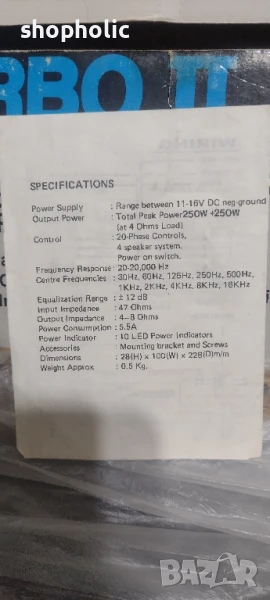 shopholic
RBO II
SPECIFICATIONS
Power Supply : Range between 11-16V DC neg-ground
Output Power : Total Peak Power 250W +250W
(at 4 Ohms Load)
Control : 20-Phase Controls,
4 speaker system.
Power on switch.
Frequency Response : 20-20,000 Hz
Centre Frequencies : 30Hz, 60Hz, 125Hz, 250Hz, 500Hz,
1KHz, 2KHz, 4KHz, 8KHz, 16KHz
Equalization Range : ± 12 dB
Input Impedance : 47 Ohms
Output Impedance : 4-8 Ohms
Power Consumption : 5.5A
Power Indicator : 10 LED Power Indicators
Accessories : Mounting bracket and Screws
Dimensions : 28(H) x 100(W) x 228(D)m/m
Weight Approx : 0.5 Kg.
BAZAR